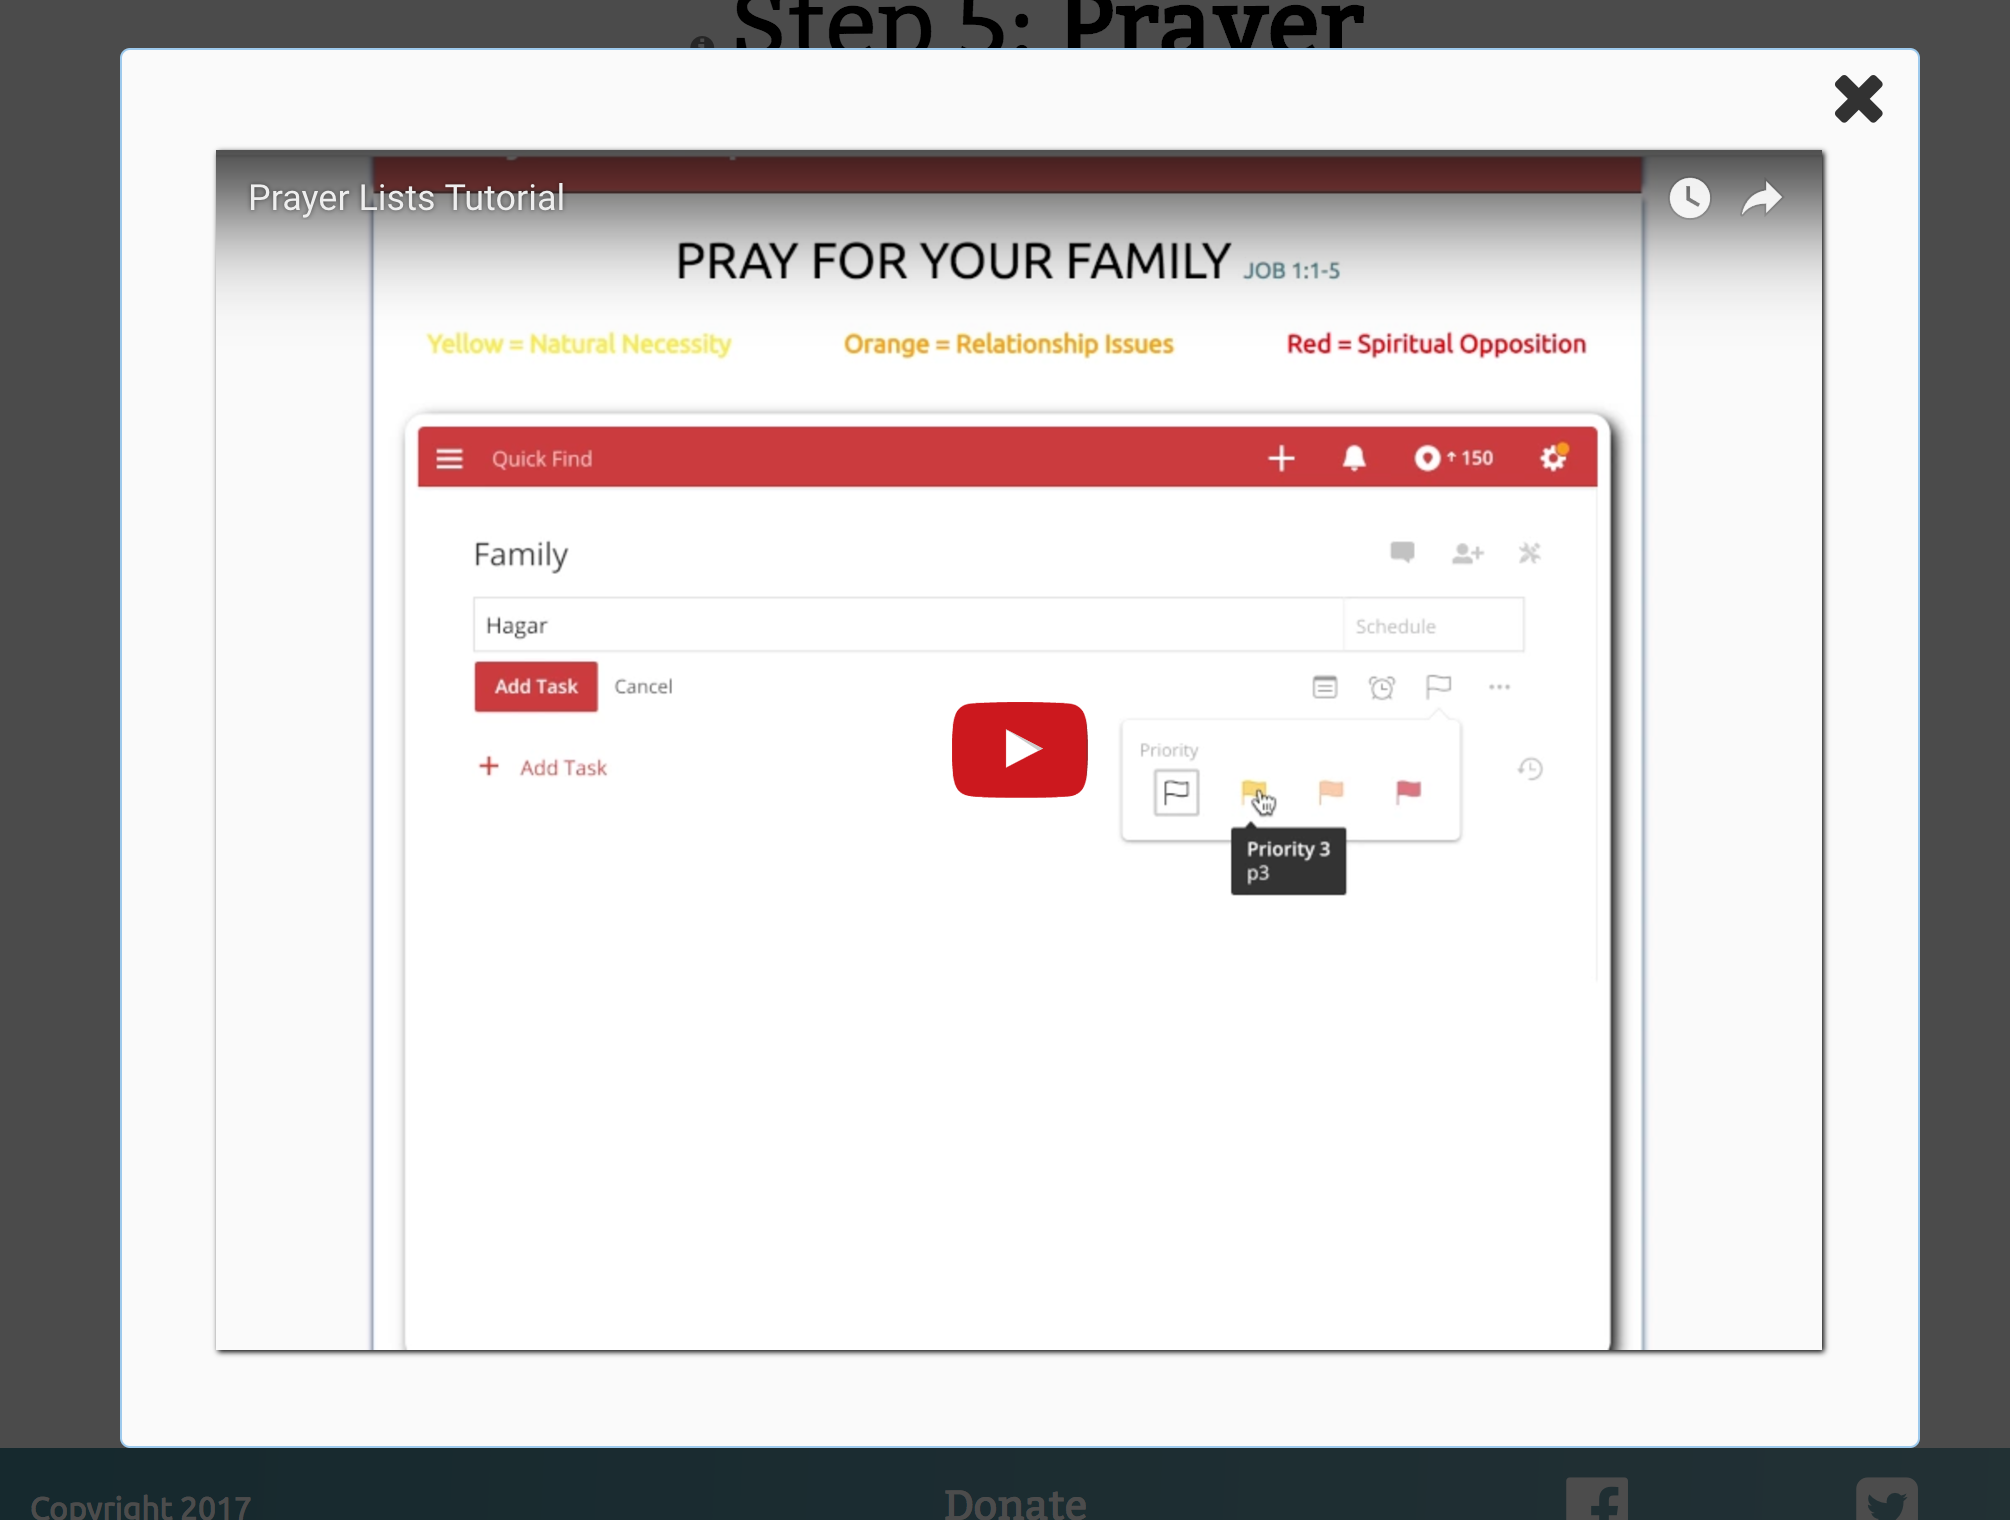 Step 5: Prayer
Prayer Lists Tutorial
PRAY FOR YOUR FAMILY JOB 1:1-5
Yellow = Natural Necessity Orange = Relationship Issues Red = Spiritual Opposition
Quick Find 150
Family
Hagar Schedule
Add Task Cancel
Priority
+ Add Task
Priority 3
p3
Copyright 2017 Donate